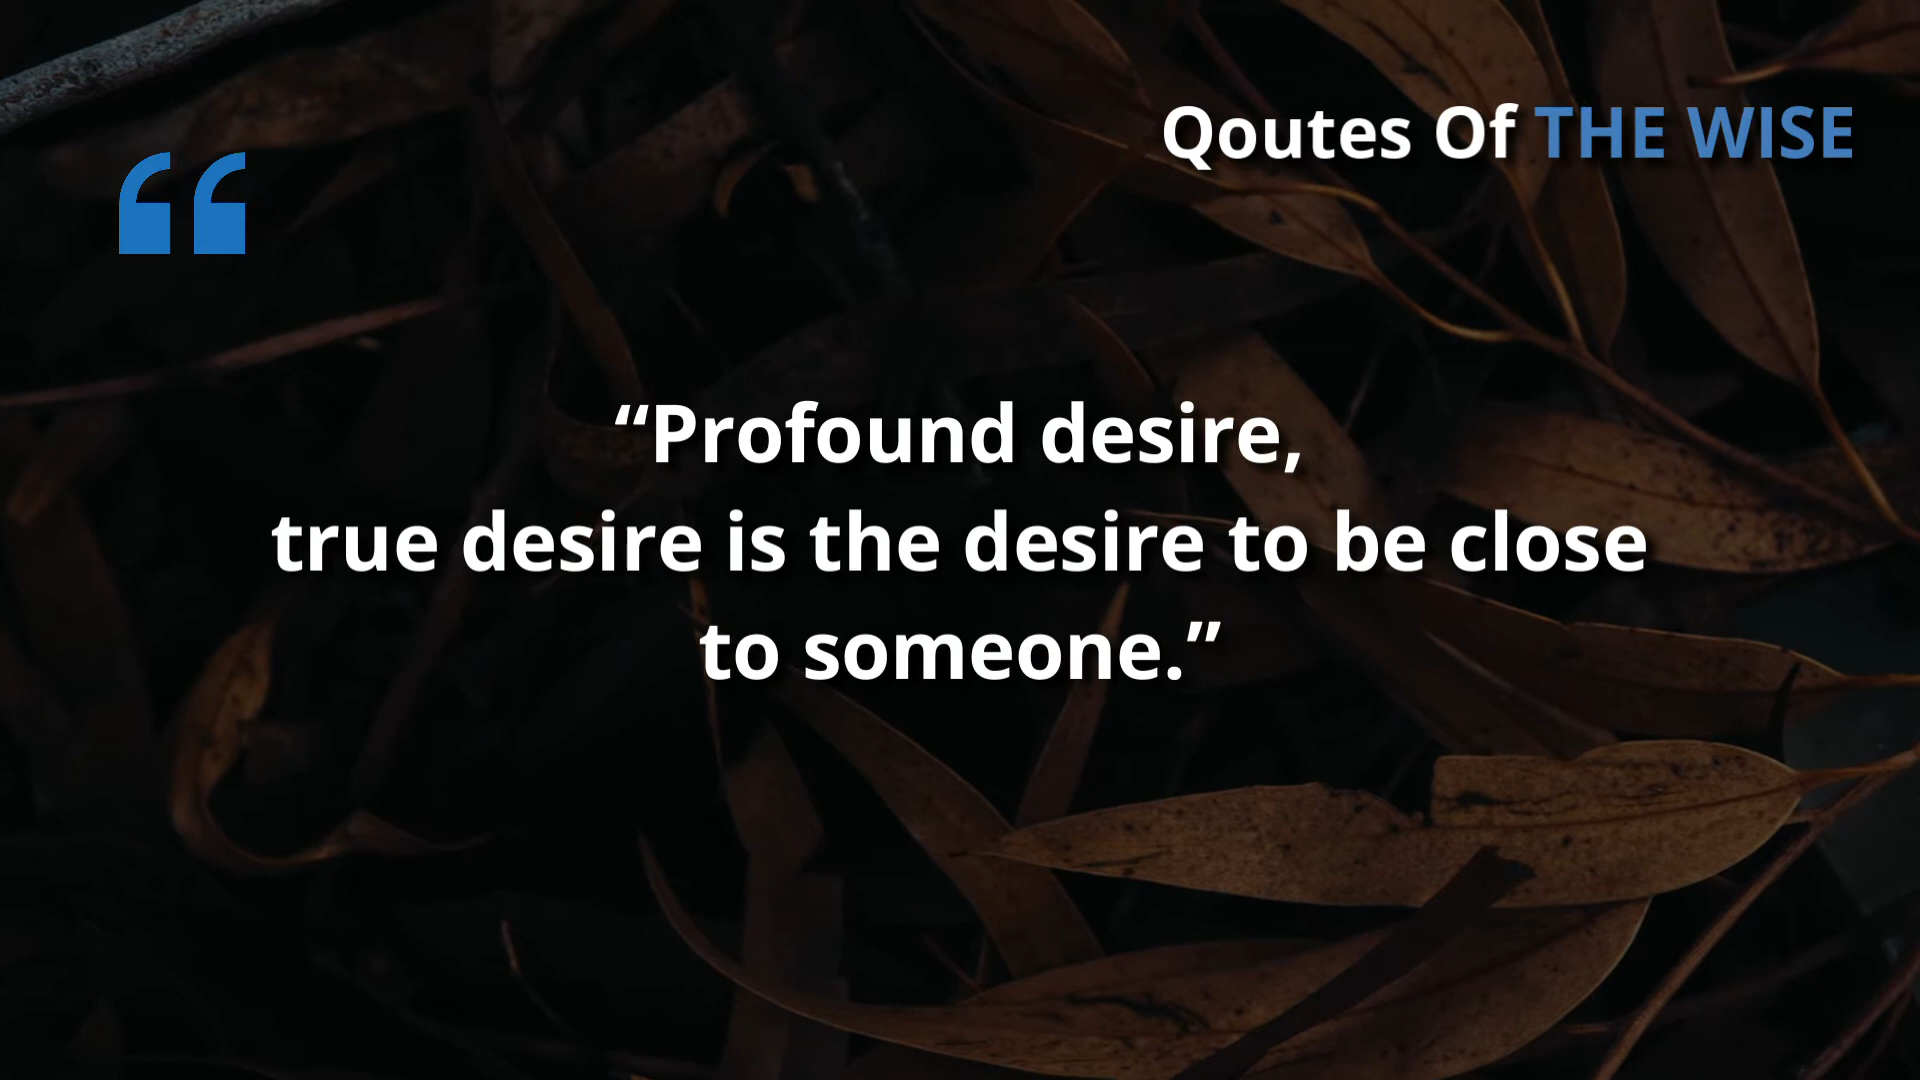 Qoutes Of THE WISE
“Profound desire,
true desire is the desire to be close
to someone.”